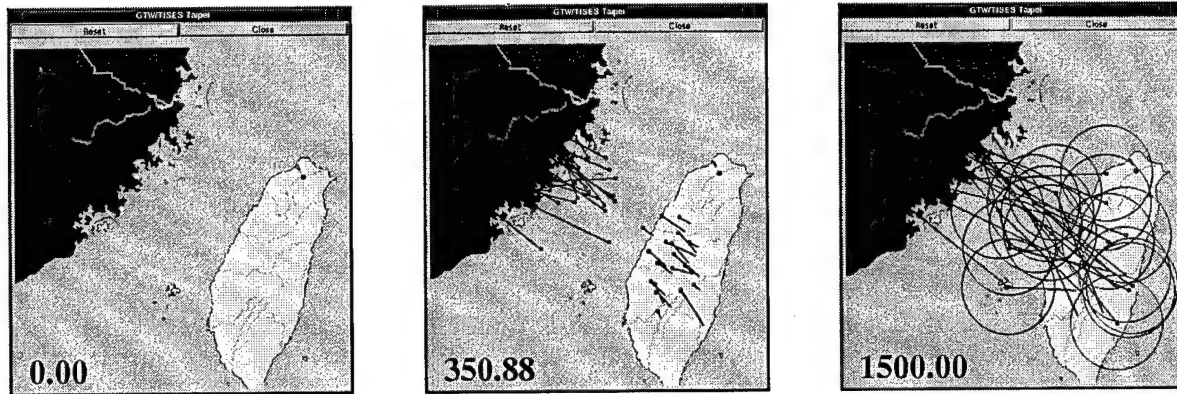 GTW/TISES Taipei
Reset Close
0.00
GTW/TISES Taipei
Reset Close
350.88
GTW/TISES Taipei
Reset Close
1500.00